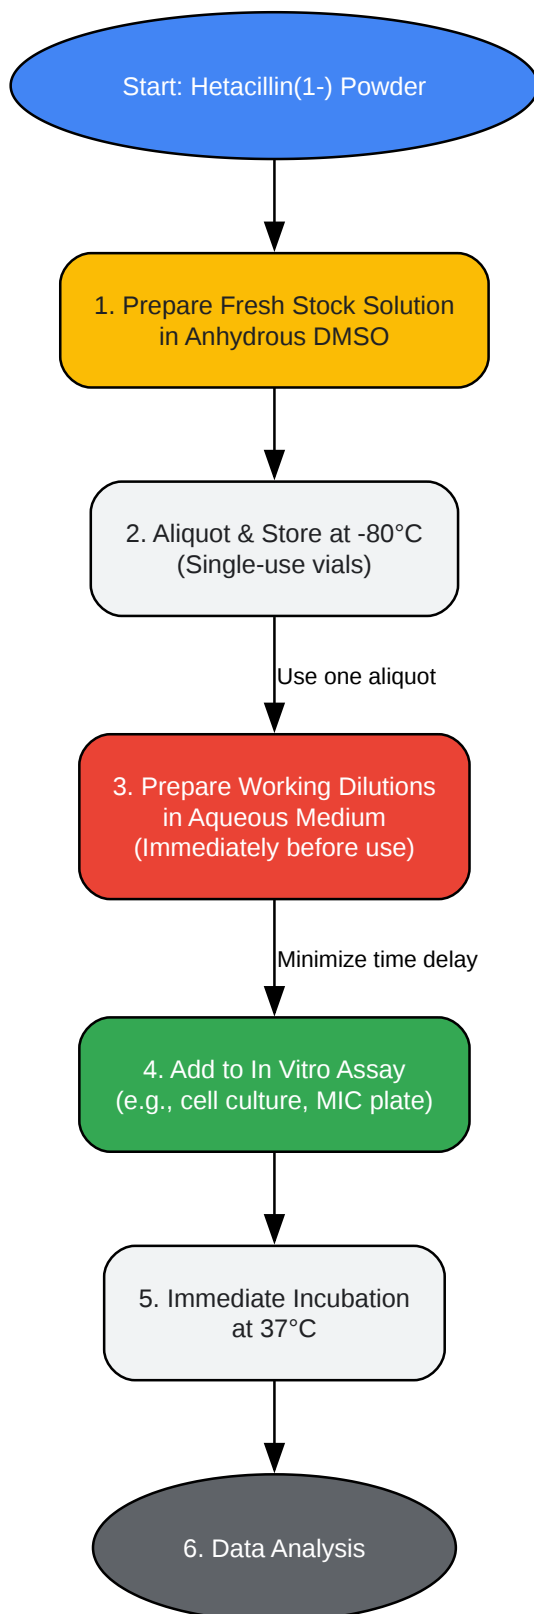 Start: Hetacillin(1-) Powder
1. Prepare Fresh Stock Solution
in Anhydrous DMSO
2. Aliquot & Store at -80°C
(Single-use vials)
Use one aliquot
3. Prepare Working Dilutions
in Aqueous Medium
(Immediately before use)
Minimize time delay
4. Add to In Vitro Assay
(e.g., cell culture, MIC plate)
5. Immediate Incubation
at 37°C
6. Data Analysis